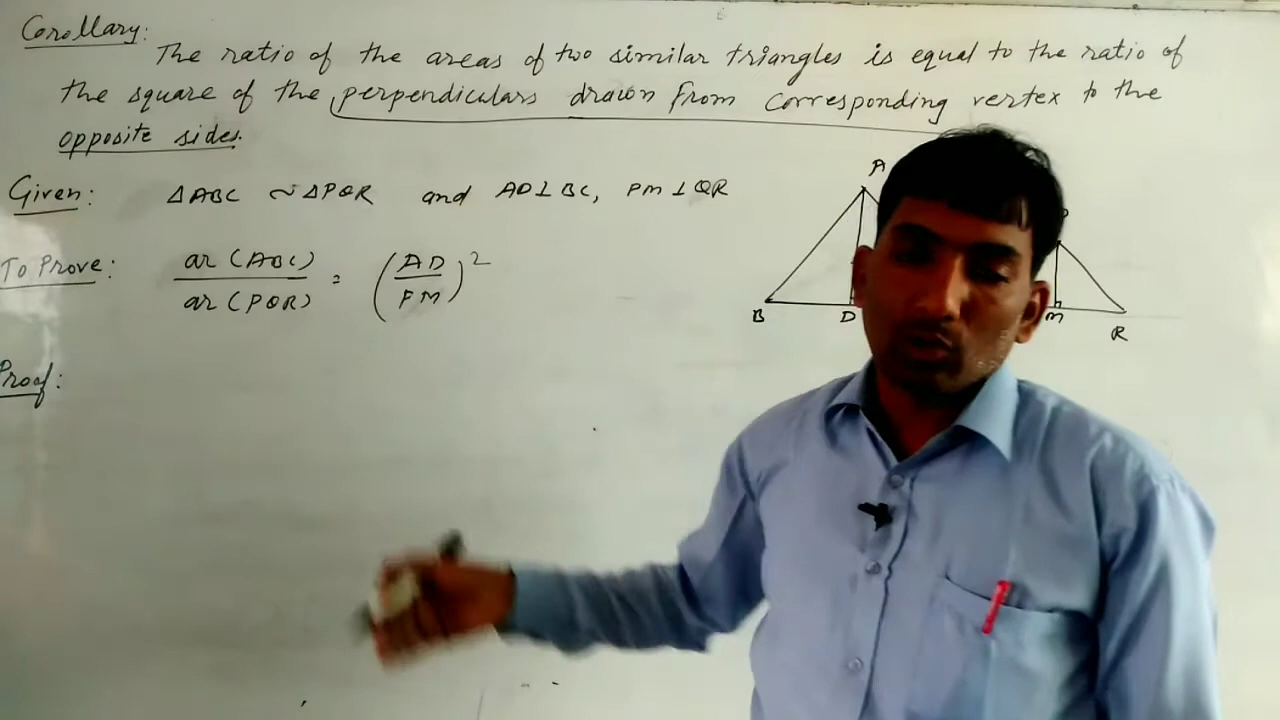 Corollary:
The ratio of the areas of two similar triangles is equal to the ratio of
the square of the perpendiculars drawn from corresponding vertex to the
opposite sides.
Given: △ABC ~ △PQR and AD⊥BC, PM⊥QR
To Prove: ar (ABC) / ar (PQR) = (AD / PM)²
Proof:
A
B D
M
R